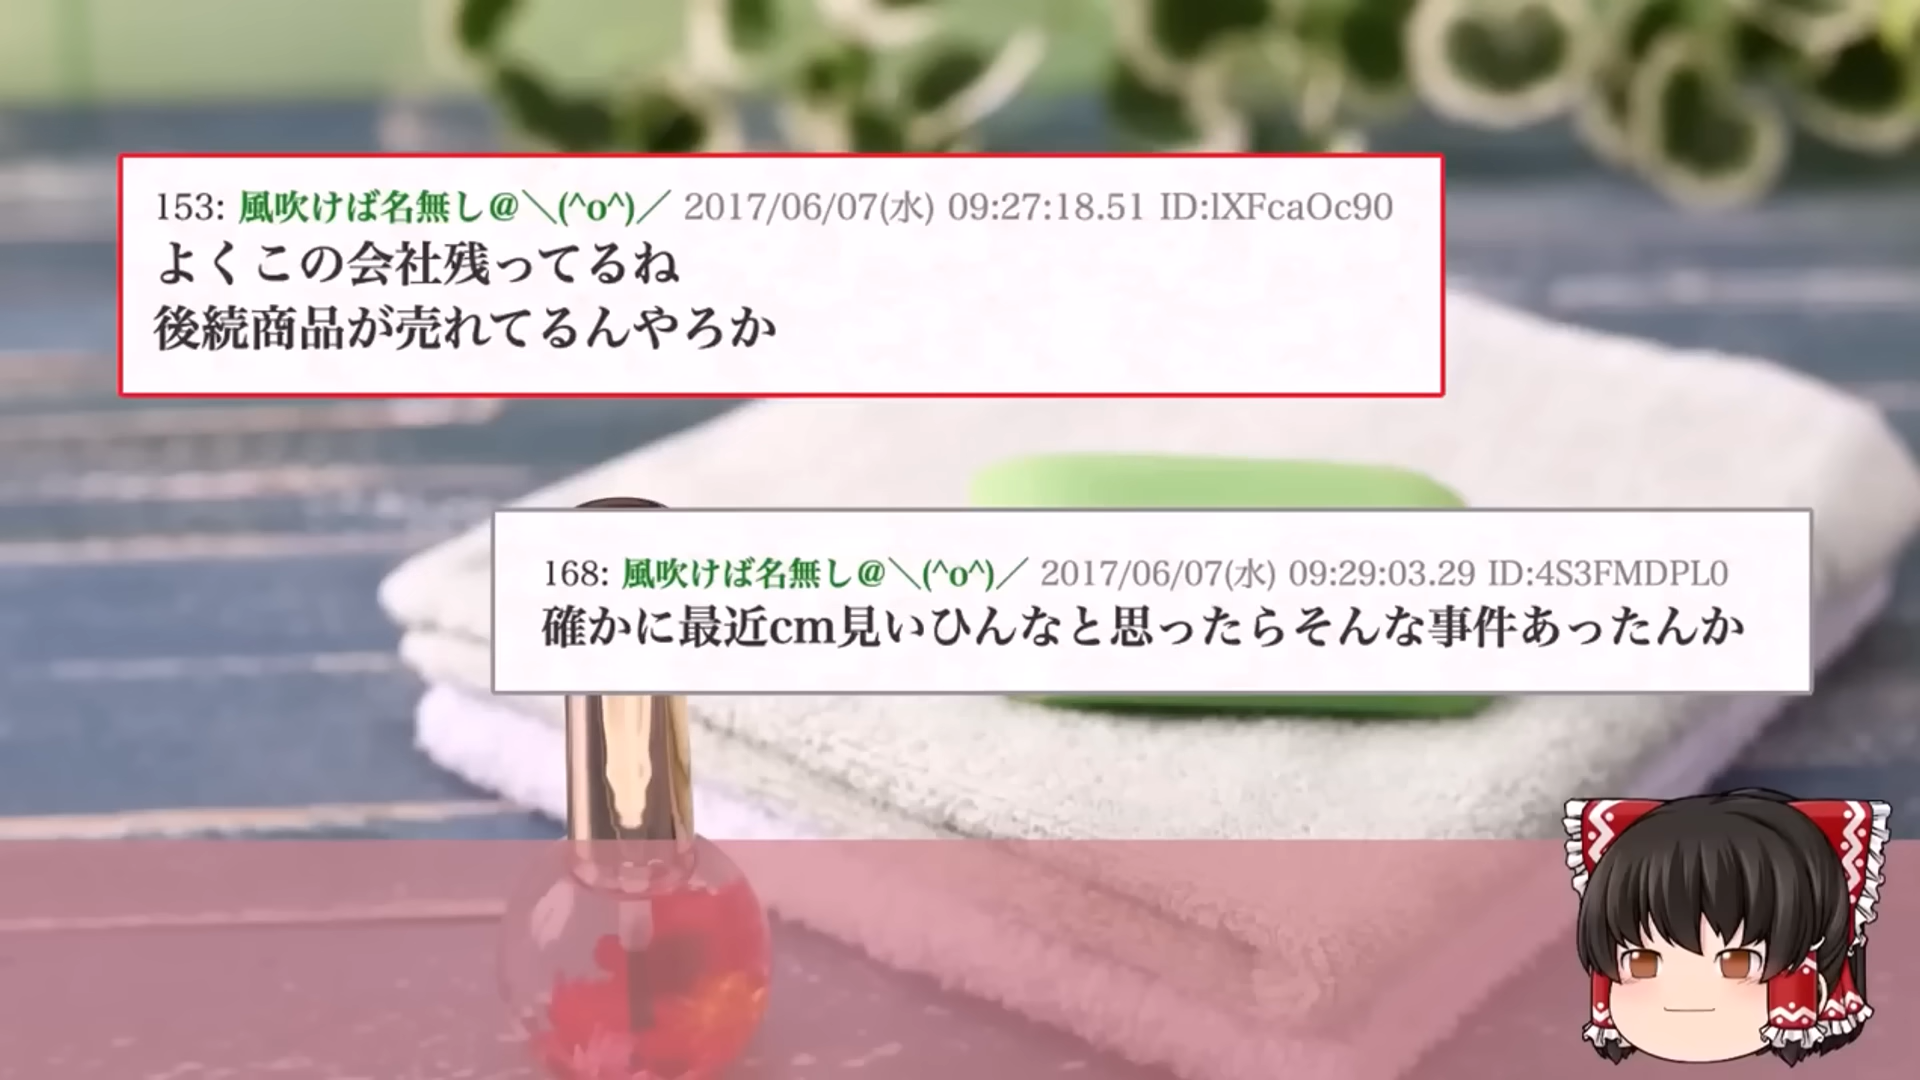 153: 風吹けば名無し@＼(^o^)／ 2017/06/07(水) 09:27:18.51 ID:lXFcaOc90
よくこの会社残ってるね
後続商品が売れてるんやろか
168: 風吹けば名無し@＼(^o^)／ 2017/06/07(水) 09:29:03.29 ID:4S3FMDPL0
確かに最近cm見いひんなと思ったらそんな事件あったんか